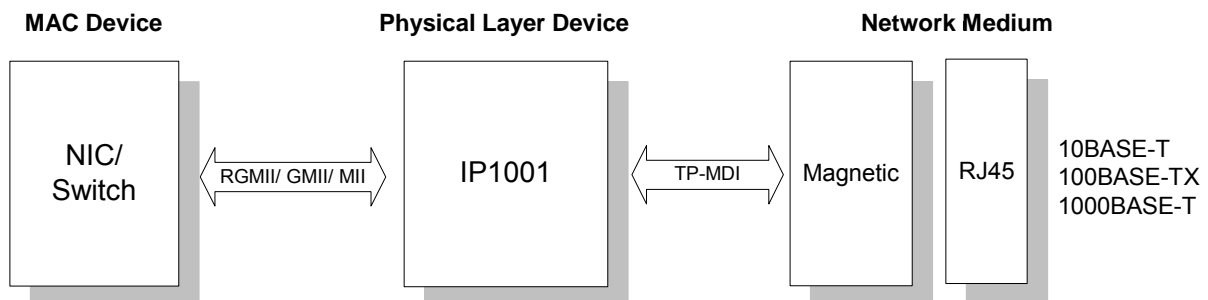 MAC Device
Physical Layer Device
Network Medium
NIC/
Switch
RGMII/ GMII/ MII
IP1001
TP-MDI
Magnetic
RJ45
10BASE-T
100BASE-TX
1000BASE-T